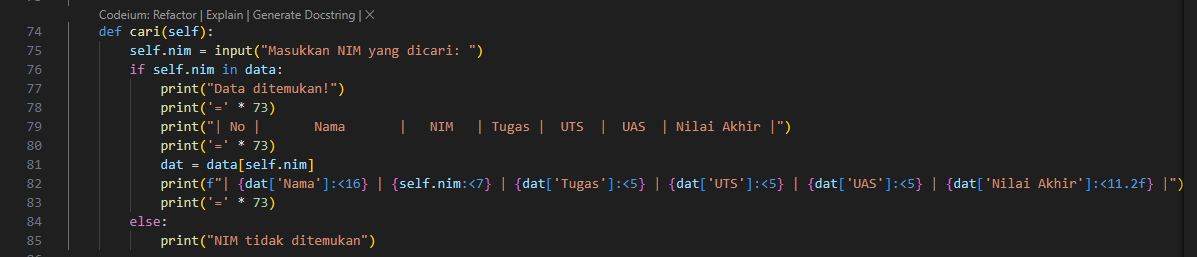 Codeium: Refactor | Explain | Generate Docstring | ×
74 def cari(self):
75 self.nim = input("Masukkan NIM yang dicari: ")
76 if self.nim in data:
77 print("Data ditemukan!")
78 print('=' * 73)
79 print("| No |       Nama       |   NIM   | Tugas |  UTS  |  UAS  | Nilai Akhir |")
80 print('=' * 73)
81 dat = data[self.nim]
82 print(f"| {dat['Nama']:<16} | {self.nim:<7} | {dat['Tugas']:<5} | {dat['UTS']:<5} | {dat['UAS']:<5} | {dat['Nilai Akhir']:<11.2f} |")
83 print('=' * 73)
84 else:
85 print("NIM tidak ditemukan")